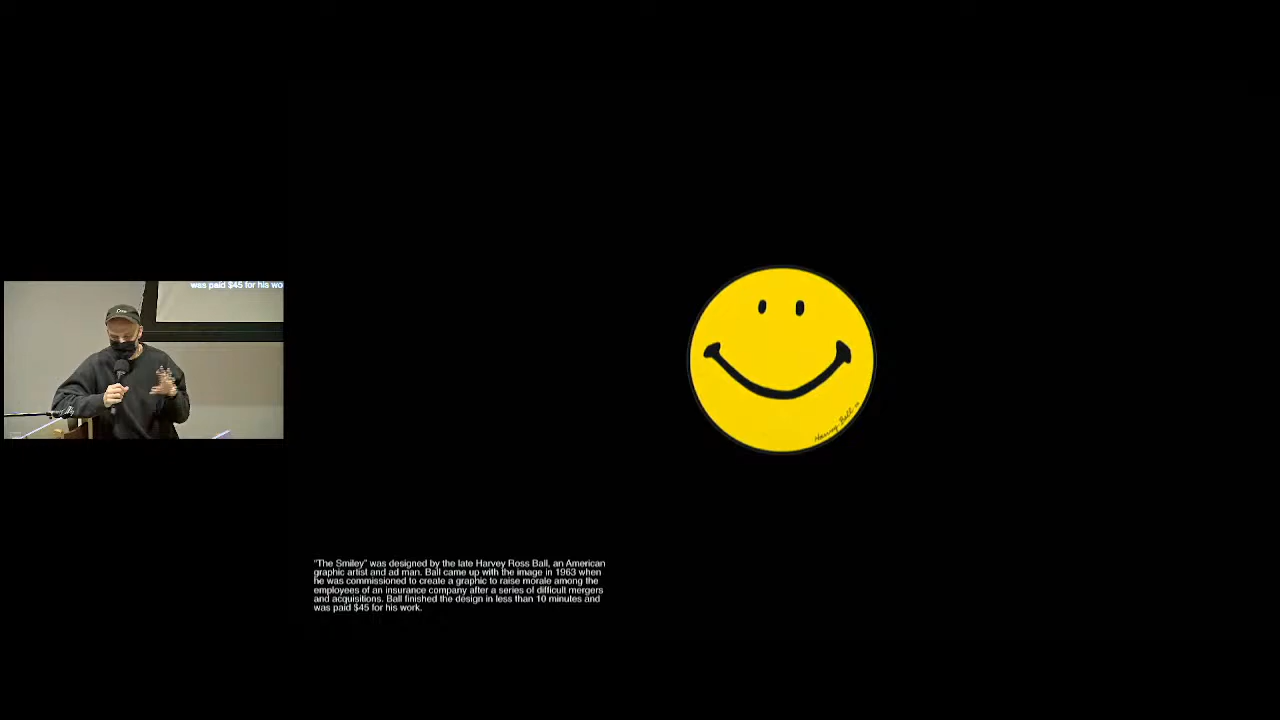 was paid $45 for his wo
Harvey Ball
"The Smiley" was designed by the late Harvey Ross Ball, an American
graphic artist and ad man. Ball came up with the image in 1963 when
he was commissioned to create a graphic to raise morale among the
employees of an insurance company after a series of difficult mergers
and acquisitions. Ball finished the design in less than 10 minutes and
was paid $45 for his work.